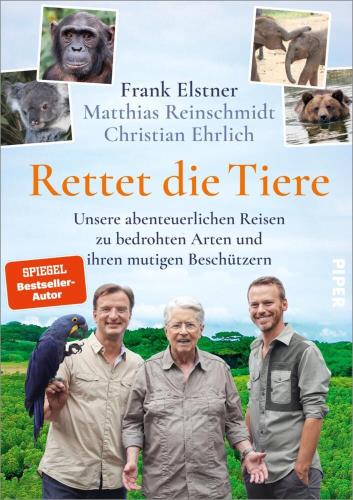 Frank Elstner
Matthias Reinschmidt
Christian Ehrlich
Rettet die Tiere
Unsere abenteuerlichen Reisen
zu bedrohten Arten und
ihren mutigen Beschützern
SPIEGEL
Bestseller-
Autor
PIPER